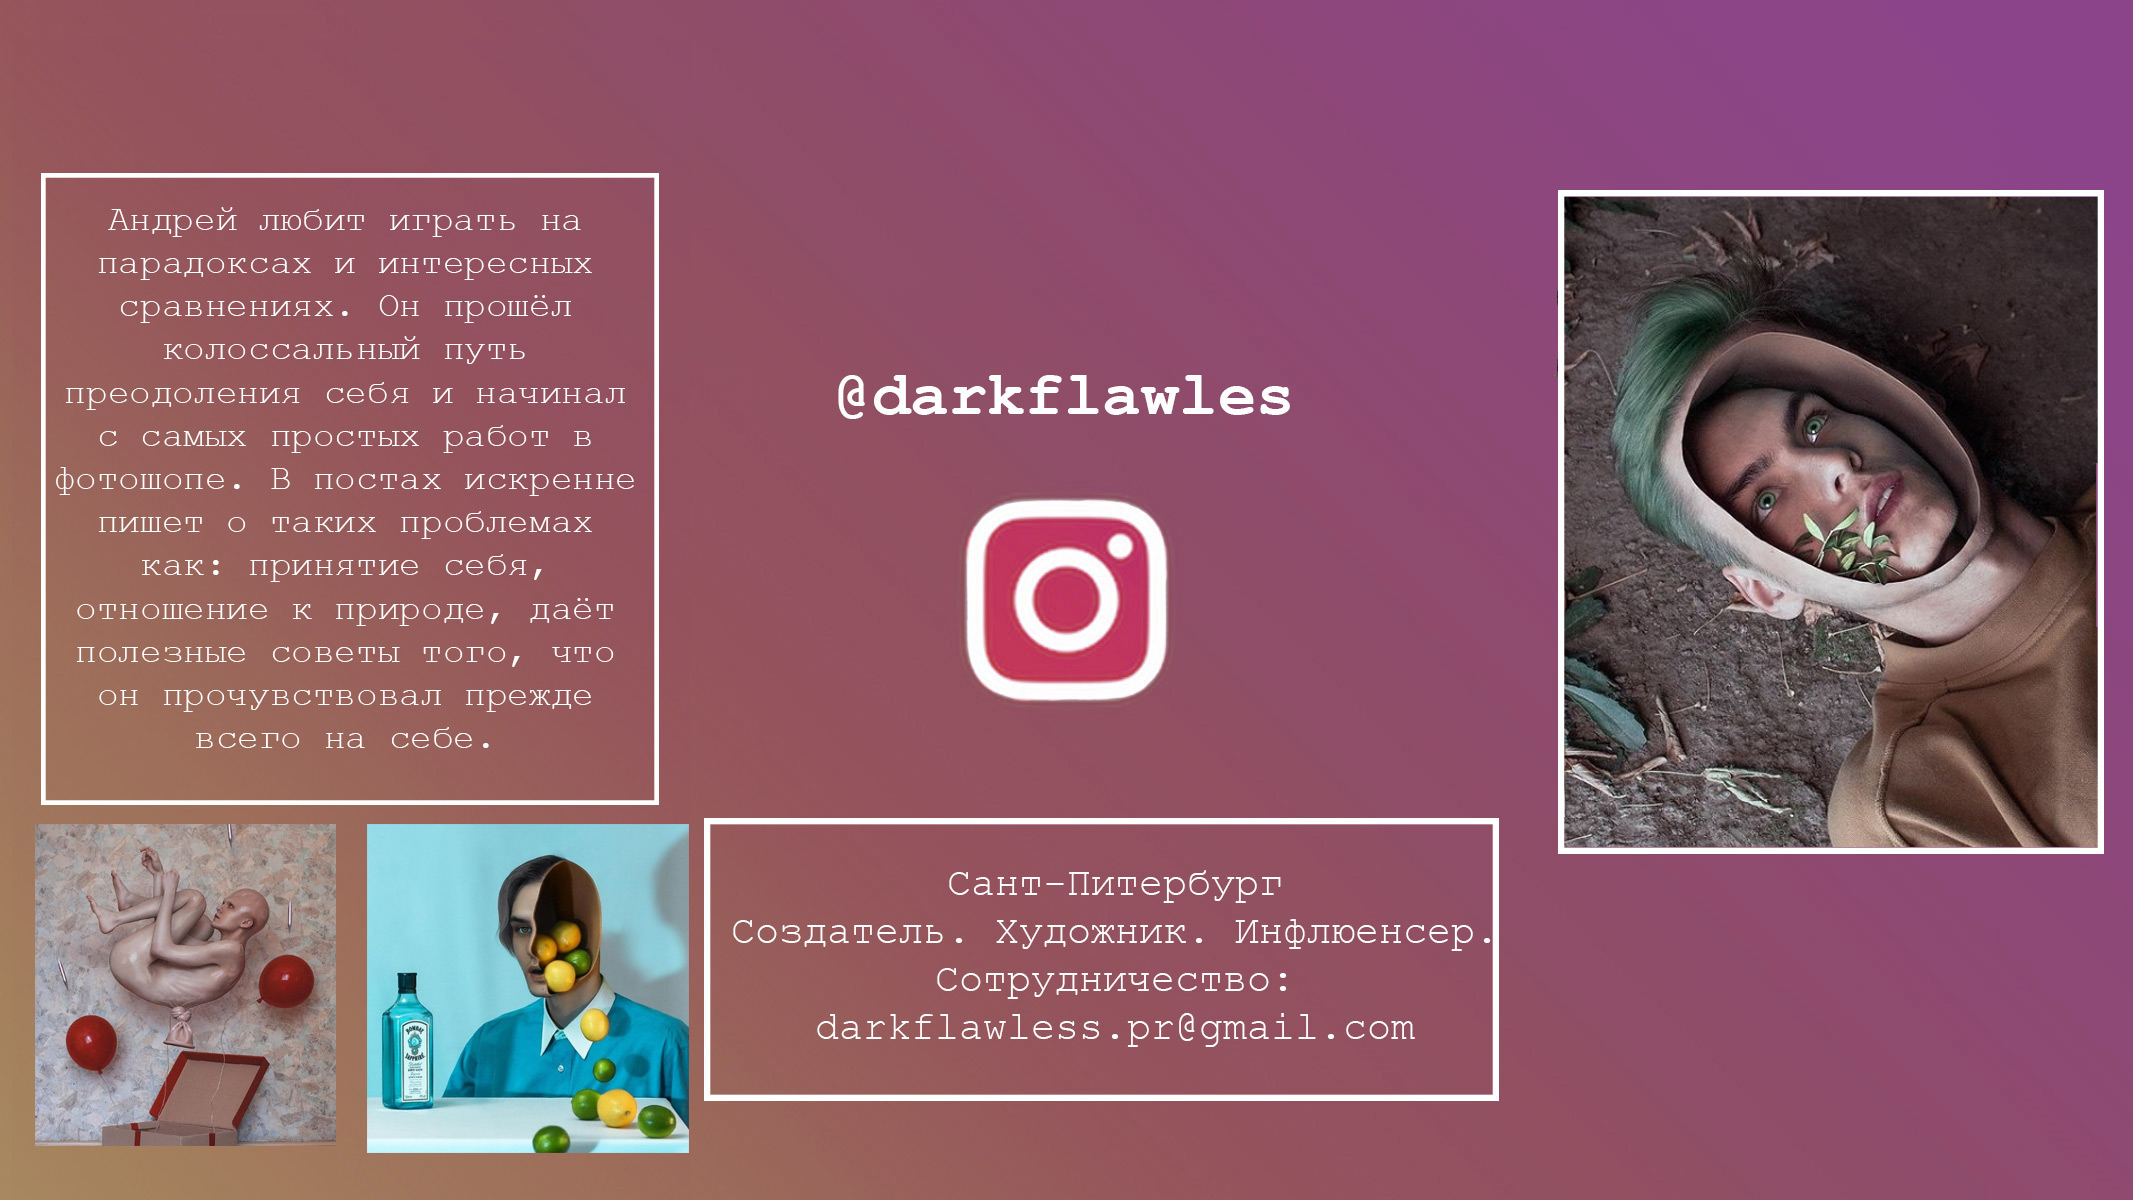 Андрей любит играть на
парадоксах и интересных
сравнениях. Он прошёл
колоссальный путь
преодоления себя и начинал
с самых простых работ в
фотошопе. В постах искренне
пишет о таких проблемах
как: принятие себя,
отношение к природе, даёт
полезные советы того, что
он прочувствовал прежде
всего на себе.
@darkflawles
BOMBAY
SAPPHIRE
Сант-Питербург
Создатель. Художник. Инфлюенсер.
Сотрудничество:
darkflawless.pr@gmail.com